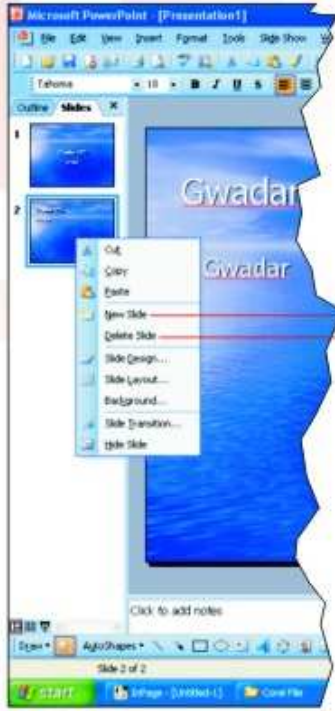 Microsoft PowerPoint - [Presentation1]
File Edit View Insert Format Tools Slide Show
Tahoma 18 B I U S
Outline Slides
1
2
Gwadar
Gwadar
Cut
Copy
Paste
New Slide
Delete Slide
Slide Design...
Slide Layout...
Background...
Slide Transition...
Hide Slide
Click to add notes
Draw AutoShapes
Slide 2 of 2
start InPage - [Untitled-1] Corel File